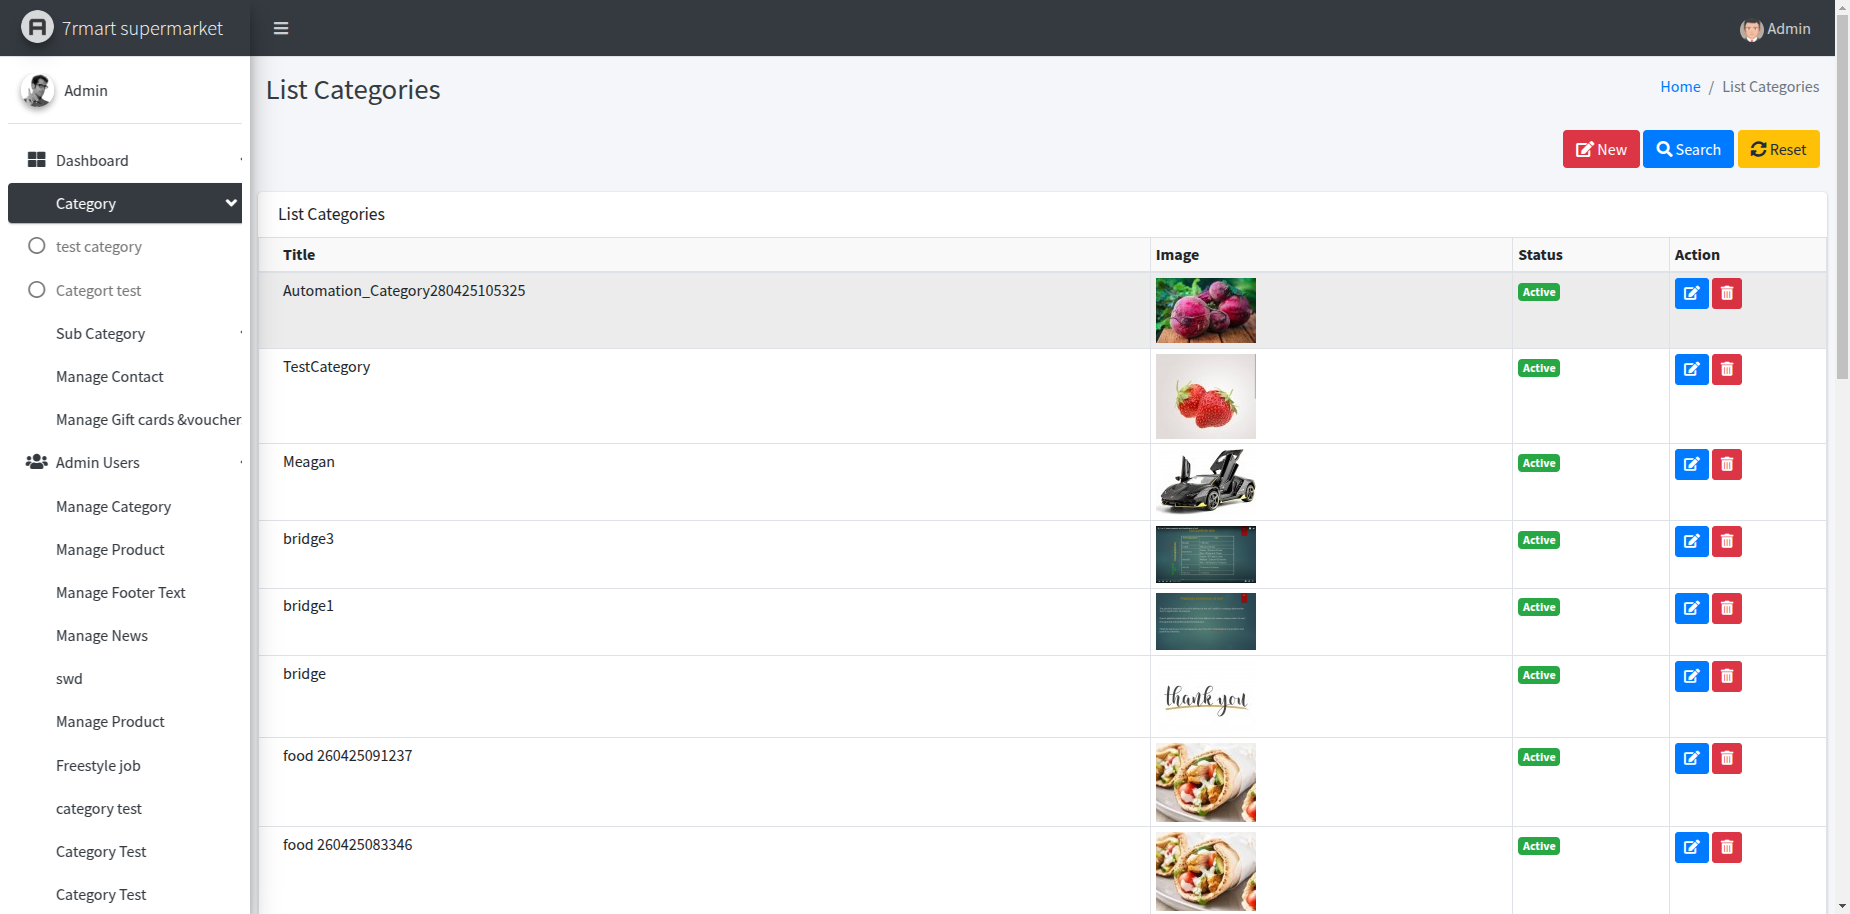 7rmart supermarket
Admin
Admin
List Categories
Home / List Categories
New
Search
Reset
Dashboard
Category
test category
Categort test
Sub Category
Manage Contact
Manage Gift cards &voucher
Admin Users
Manage Category
Manage Product
Manage Footer Text
Manage News
swd
Manage Product
Freestyle job
category test
Category Test
Category Test
List Categories
Title Image Status Action
Automation_Category280425105325 Active
TestCategory Active
Meagan Active
bridge3 Active
bridge1 Active
bridge thank you Active
food 260425091237 Active
food 260425083346 Active